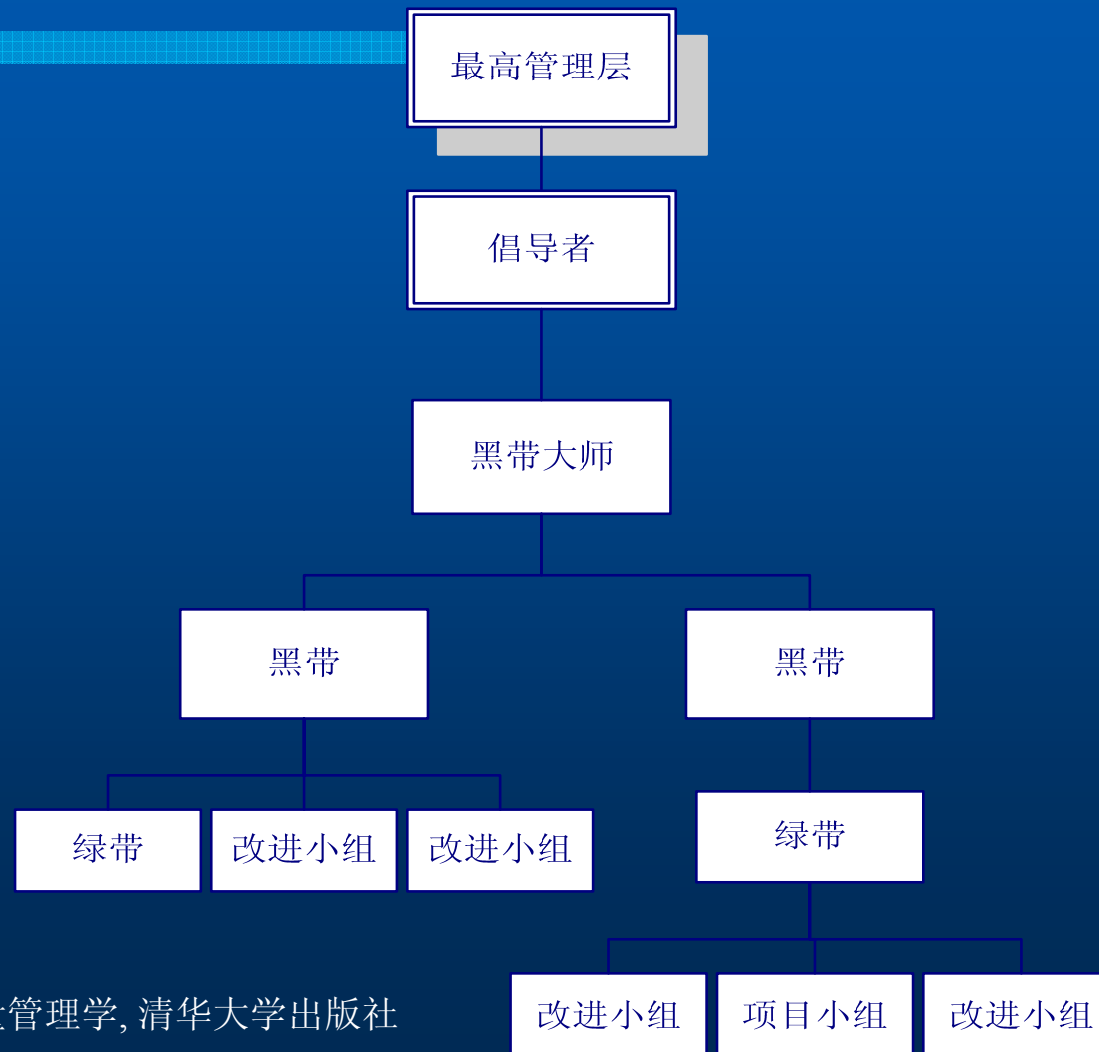 最高管理层
倡导者
黑带大师
黑带
黑带
绿带
改进小组
改进小组
绿带
改进小组
项目小组
改进小组
管理学, 清华大学出版社